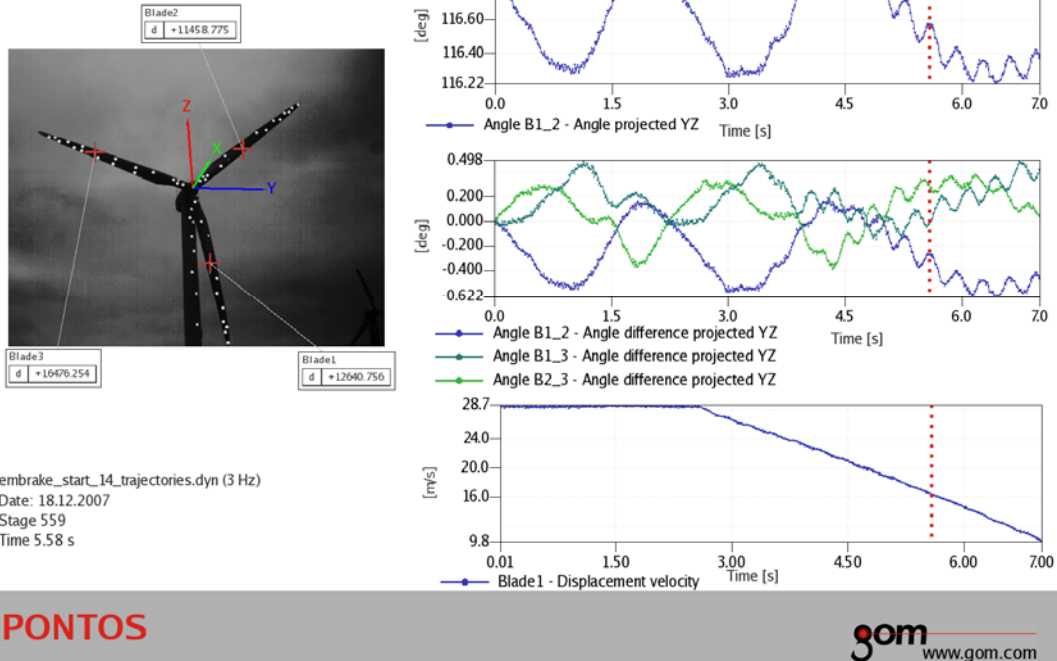 Blade2
d +11458.775
Z
X
Y
Blade3
d +16476.254
Blade1
d +12640.756
embrake_start_14_trajectories.dyn (3 Hz)
Date: 18.12.2007
Stage 559
Time 5.58 s
[deg]
116.60
116.40
116.22
0.0 1.5 3.0 4.5 6.0 7.0
Angle B1_2 - Angle projected YZ
Time [s]
[deg]
0.498
0.200
0.000
-0.200
-0.400
-0.622
0.0 1.5 3.0 4.5 6.0 7.0
Time [s]
Angle B1_2 - Angle difference projected YZ
Angle B1_3 - Angle difference projected YZ
Angle B2_3 - Angle difference projected YZ
[m/s]
28.7
24.0
20.0
16.0
9.8
0.01 1.50 3.00 4.50 6.00 7.00
Time [s]
Blade1 - Displacement velocity
PONTOS
gom
www.gom.com